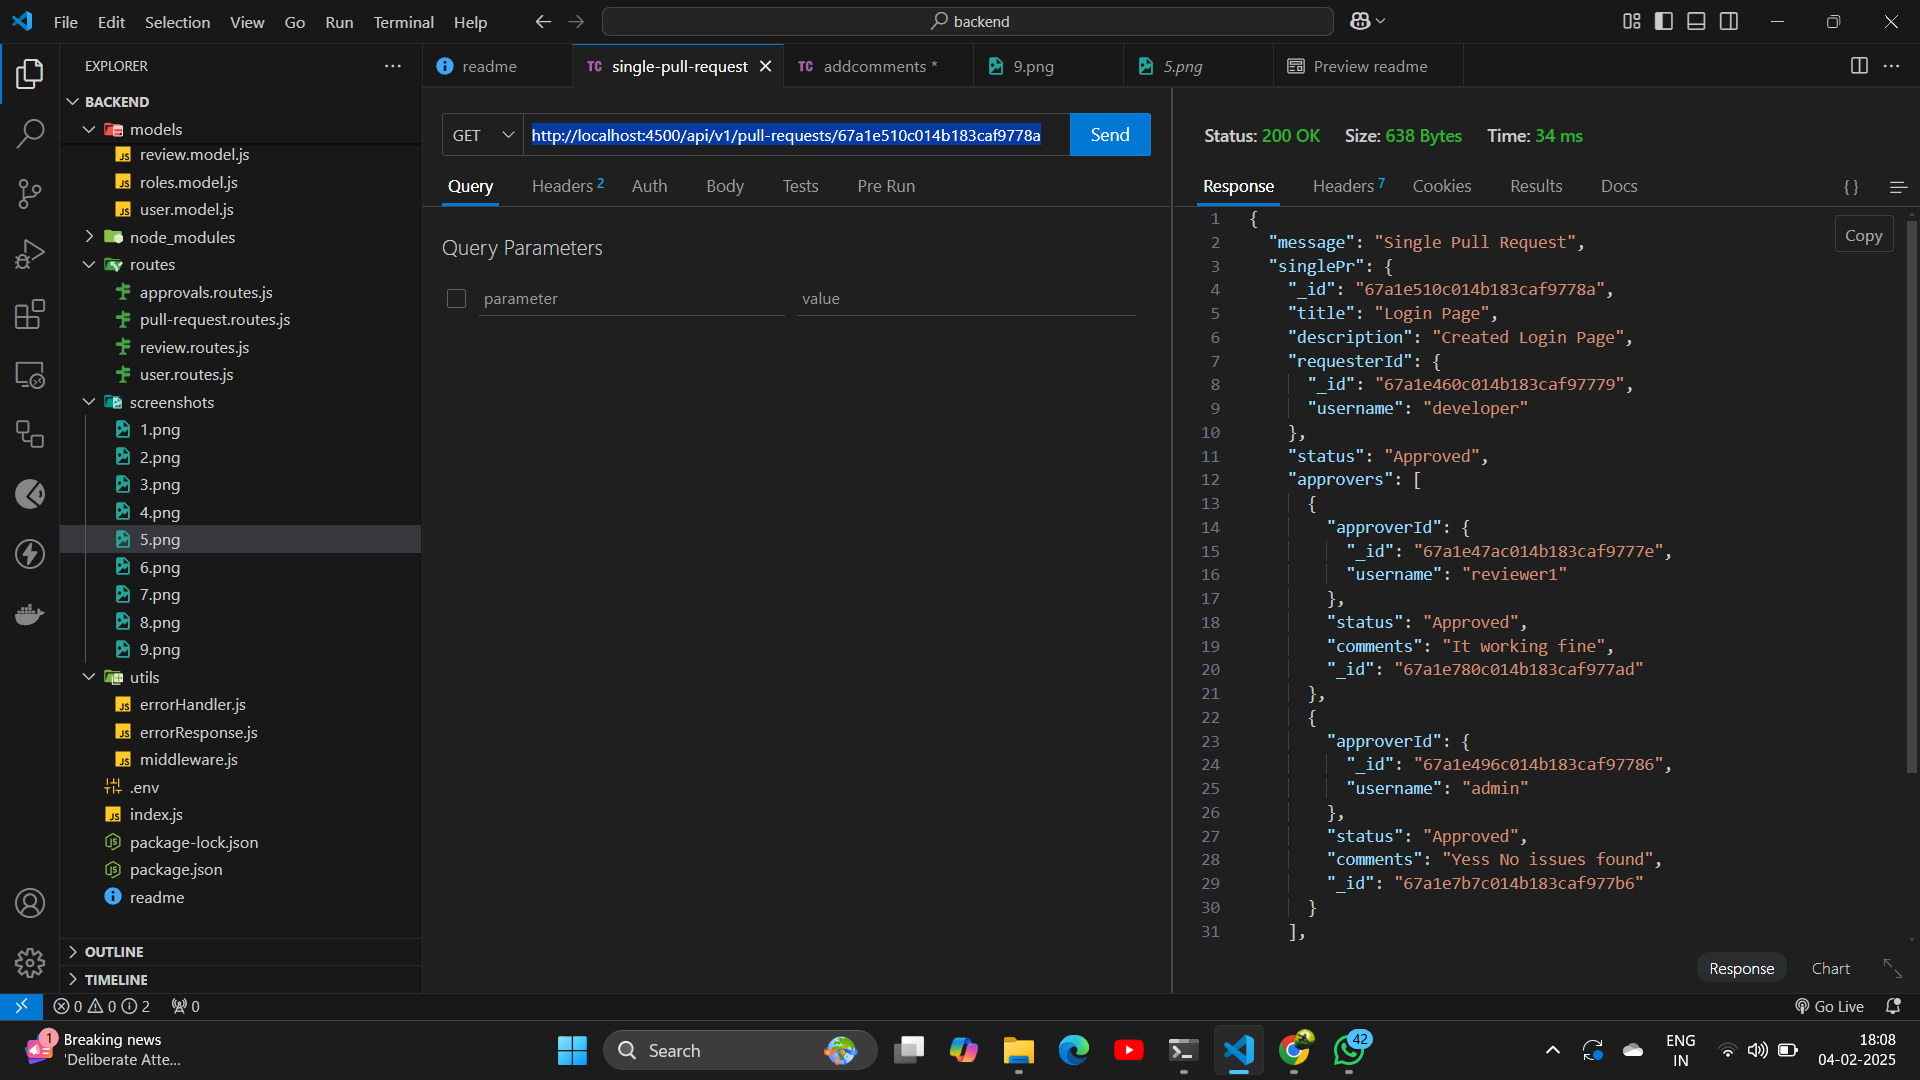 File Edit Selection View Go Run Terminal Help
backend
EXPLORER
BACKEND
models
review.model.js
roles.model.js
user.model.js
node_modules
routes
approvals.routes.js
pull-request.routes.js
review.routes.js
user.routes.js
screenshots
1.png
2.png
3.png
4.png
5.png
6.png
7.png
8.png
9.png
utils
errorHandler.js
errorResponse.js
middleware.js
.env
index.js
package-lock.json
package.json
readme
OUTLINE
TIMELINE
readme
TC single-pull-request
TC addcomments *
9.png
5.png
Preview readme
GET http://localhost:4500/api/v1/pull-requests/67a1e510c014b183caf9778a Send
Query Headers 2 Auth Body Tests Pre Run
Query Parameters
parameter value
Status: 200 OK Size: 638 Bytes Time: 34 ms
Response Headers 7 Cookies Results Docs { }
Copy
1 {
2 "message": "Single Pull Request",
3 "singlePr": {
4 "_id": "67a1e510c014b183caf9778a",
5 "title": "Login Page",
6 "description": "Created Login Page",
7 "requesterId": {
8 "_id": "67a1e460c014b183caf97779",
9 "username": "developer"
10 },
11 "status": "Approved",
12 "approvers": [
13 {
14 "approverId": {
15 "_id": "67a1e47ac014b183caf9777e",
16 "username": "reviewer1"
17 },
18 "status": "Approved",
19 "comments": "It working fine",
20 "_id": "67a1e780c014b183caf977ad"
21 },
22 {
23 "approverId": {
24 "_id": "67a1e496c014b183caf97786",
25 "username": "admin"
26 },
27 "status": "Approved",
28 "comments": "Yess No issues found",
29 "_id": "67a1e7b7c014b183caf977b6"
30 }
31 ],
Response Chart
0 0 2 0
Go Live
1 Breaking news
'Deliberate Atte...
Search
42
ENG
IN
18:08
04-02-2025